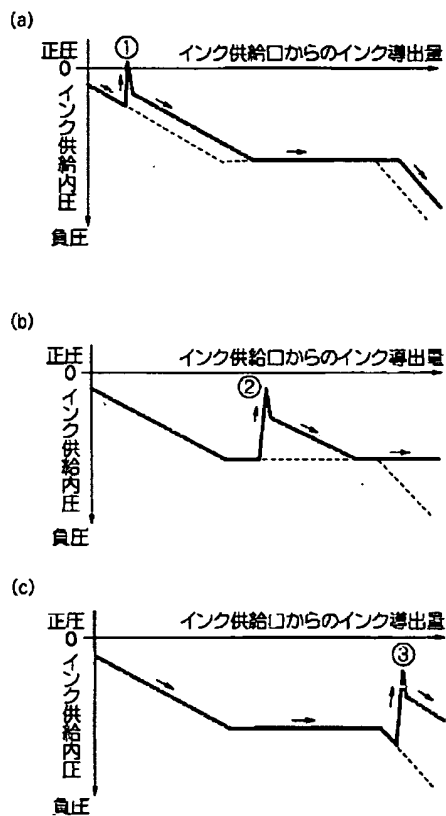 (a)
①
正圧
インク供給口からのインク導出量
0
インク供給内圧
負圧
(b)
正圧
インク供給口からのインク導出量
0
②
インク供給内圧
負圧
(c)
正圧
インク供給口からのインク導出量
0
③
インク供給内圧
負圧